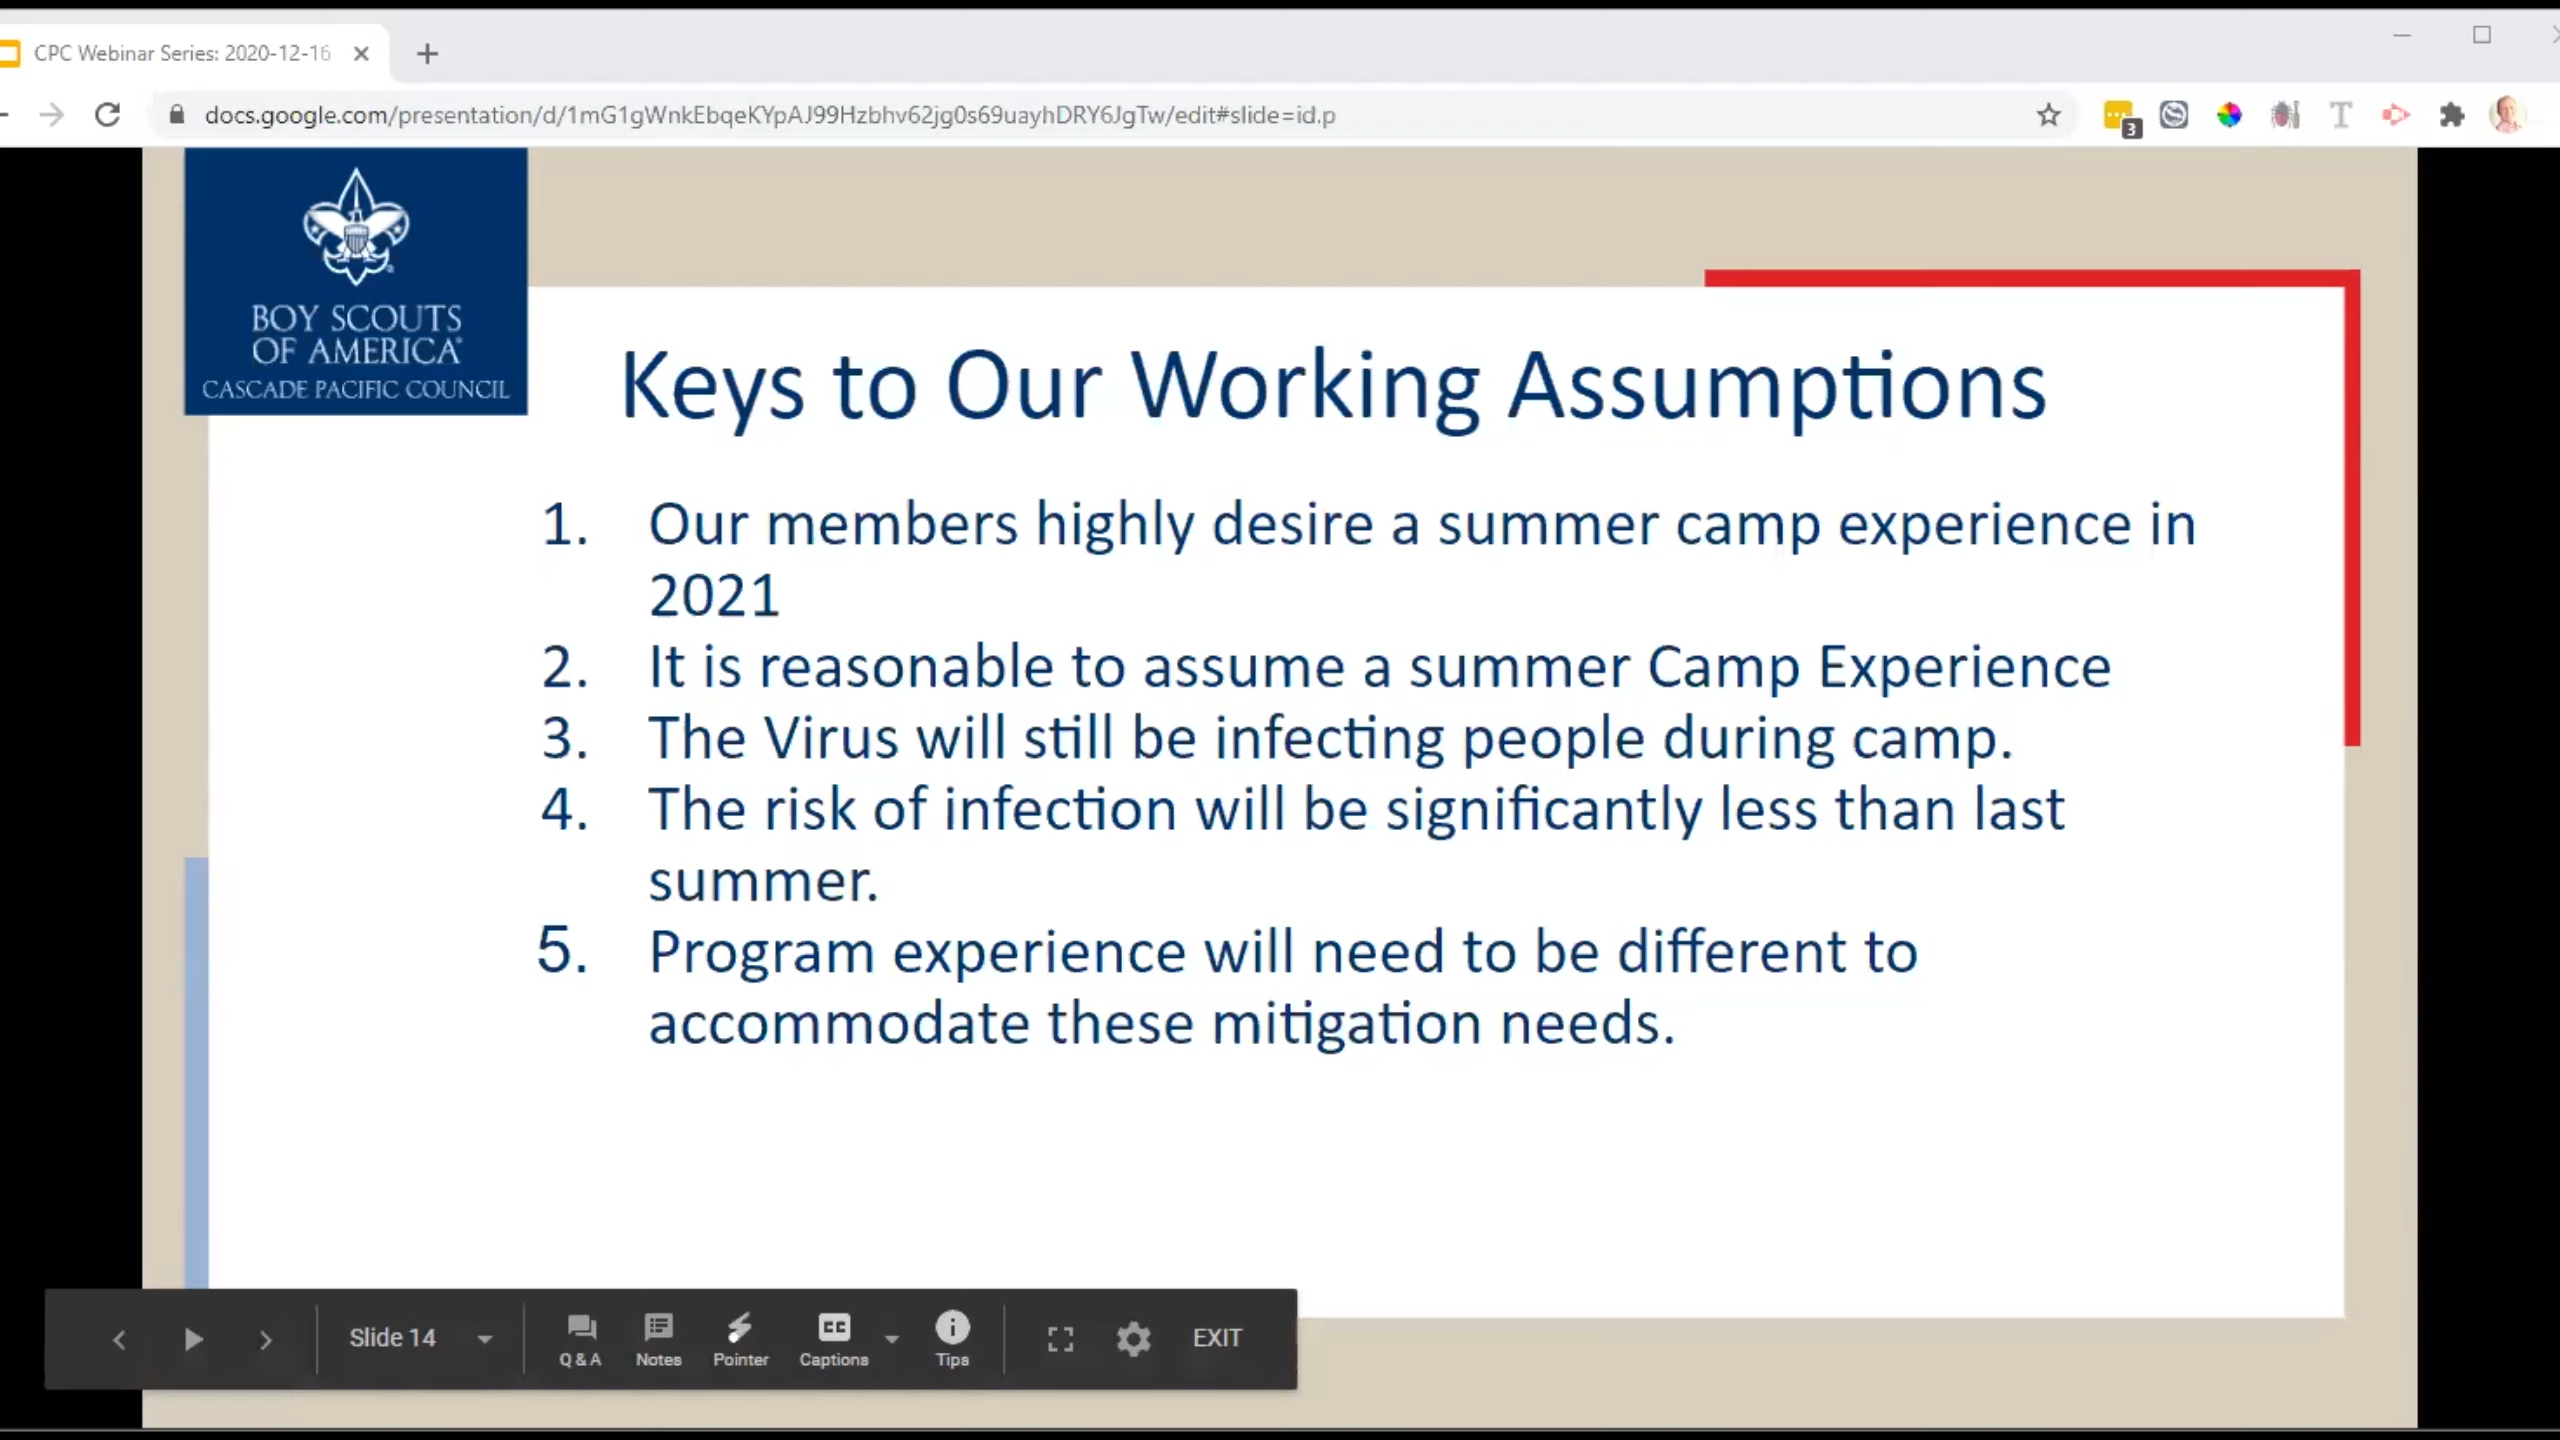 CPC Webinar Series: 2020-12-16
docs.google.com/presentation/d/1mG1gWnkEbqeKYpAJ99Hzbhv62jg0s69uayhDRY6JgTw/edit#slide=id.p
3
BOY SCOUTS
OF AMERICA®
CASCADE PACIFIC COUNCIL
Keys to Our Working Assumptions
1. Our members highly desire a summer camp experience in
2021
2. It is reasonable to assume a summer Camp Experience
3. The Virus will still be infecting people during camp.
4. The risk of infection will be significantly less than last
summer.
5. Program experience will need to be different to
accommodate these mitigation needs.
Slide 14
Q & A
Notes
Pointer
CC
Captions
Tips
EXIT